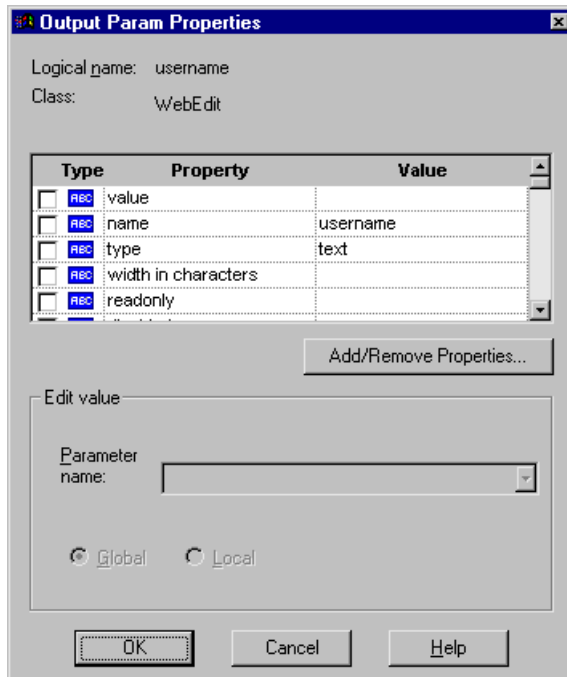 Output Param Properties
Logical name: username
Class: WebEdit
Type Property Value
ABC value
ABC name username
ABC type text
ABC width in characters
ABC readonly
Add/Remove Properties...
Edit value
Parameter
name:
Global Local
OK Cancel Help